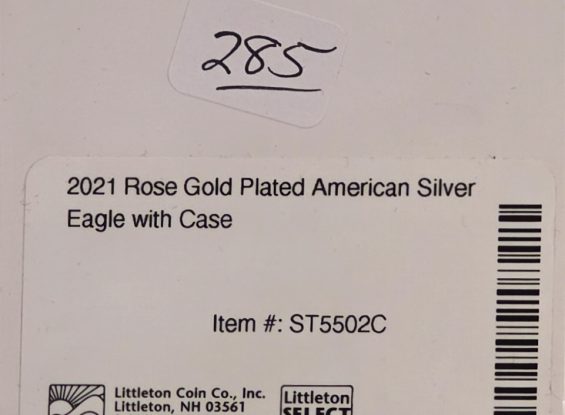 285
2021 Rose Gold Plated American Silver
Eagle with Case
Item #: ST5502C
Littleton Coin Co., Inc.
Littleton, NH 03561
Littleton
SELECT